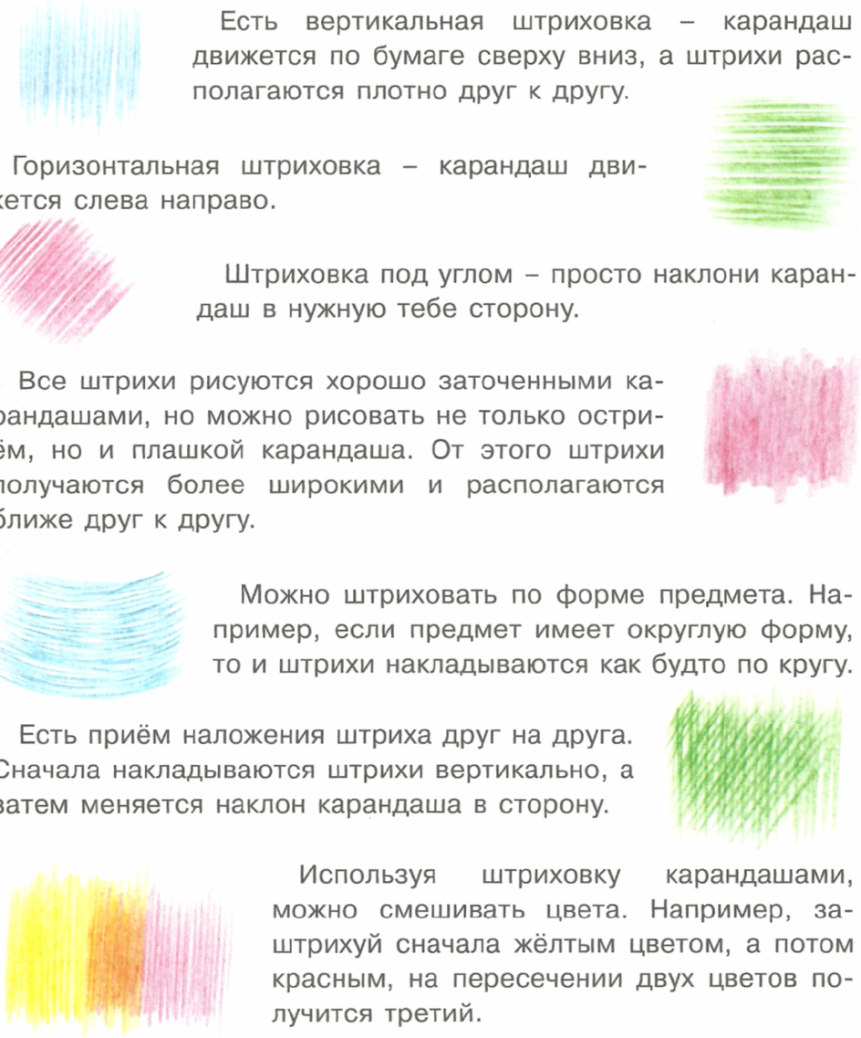 Есть вертикальная штриховка – карандаш
движется по бумаге сверху вниз, а штрихи рас-
полагаются плотно друг к другу.
Горизонтальная штриховка – карандаш дви-
жется слева направо.
Штриховка под углом – просто наклони каран-
даш в нужную тебе сторону.
Все штрихи рисуются хорошо заточенными ка-
рандашами, но можно рисовать не только остри-
ём, но и плашкой карандаша. От этого штрихи
получаются более широкими и располагаются
ближе друг к другу.
Можно штриховать по форме предмета. На-
пример, если предмет имеет округлую форму,
то и штрихи накладываются как будто по кругу.
Есть приём наложения штриха друг на друга.
Сначала накладываются штрихи вертикально, а
затем меняется наклон карандаша в сторону.
Используя штриховку карандашами,
можно смешивать цвета. Например, за-
штрихуй сначала жёлтым цветом, а потом
красным, на пересечении двух цветов по-
лучится третий.